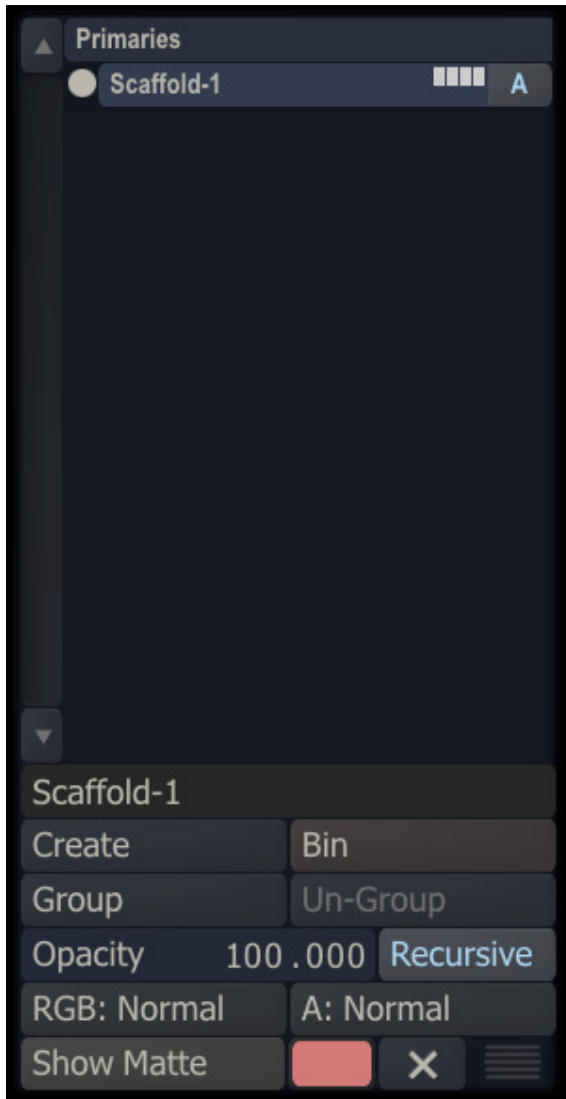 Primaries
Scaffold-1 A
Scaffold-1
Create Bin
Group Un-Group
Opacity 100.000 Recursive
RGB: Normal A: Normal
Show Matte